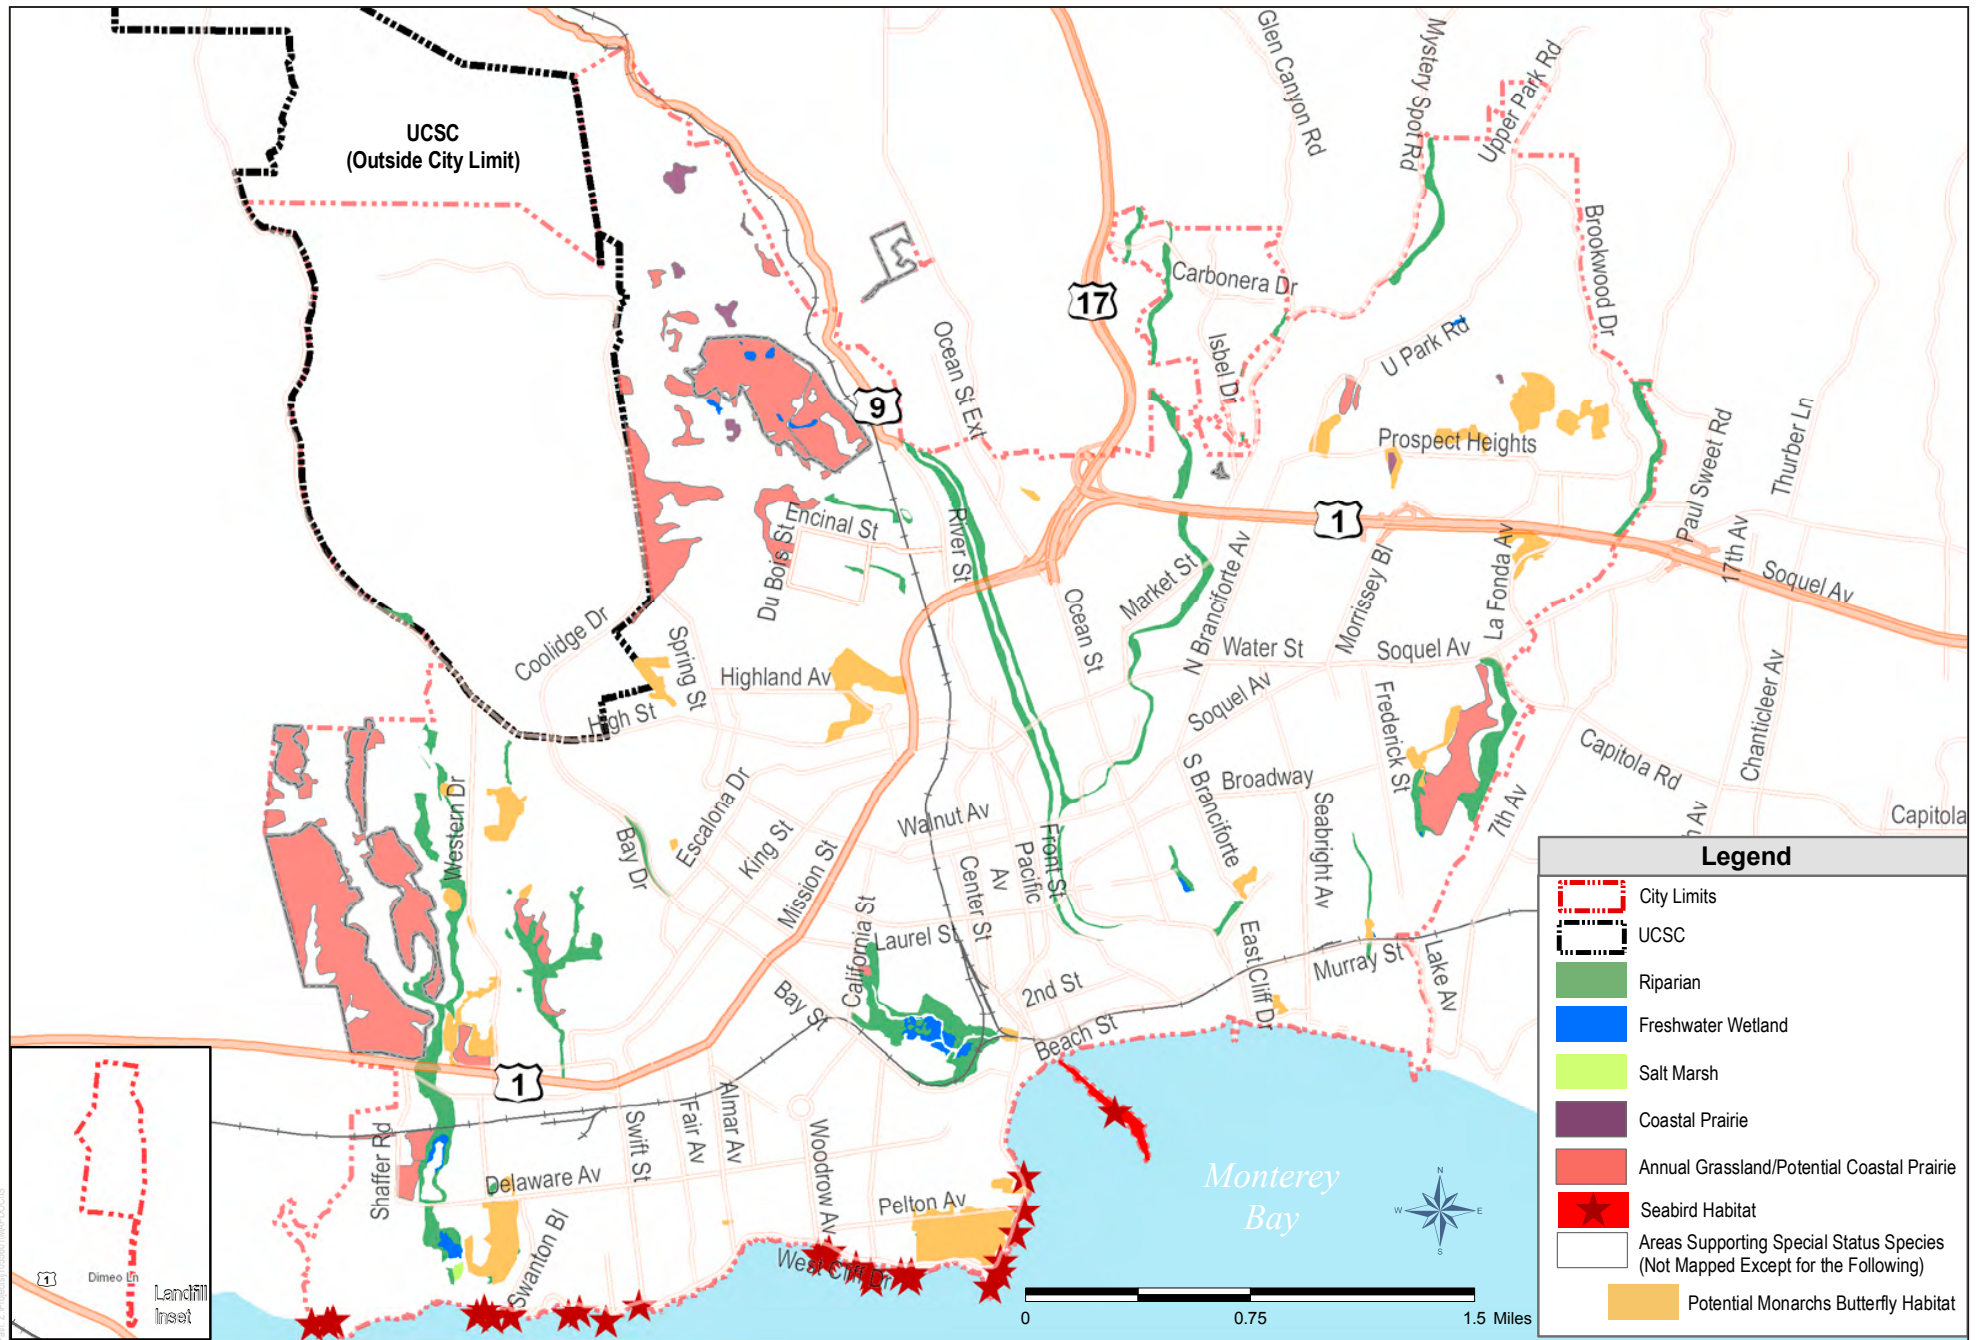 UCSC
(Outside City Limit)
Glen Canyon Rd
Mystery Spot Rd
Upper Park Rd
Brookwood Dr
Carbonera Dr
17
Isbel Dr
U Park Rd
Ocean St Ext
9
Prospect Heights
Paul Sweet Rd
Thurber Ln
1
Encinal St
Du Bois St
River St
Market St
N Branciforte Av
Morrissey Bl
La Fonda Av
17th Av
Soquel Av
Coolidge Dr
Spring St
Highland Av
High St
Ocean St
Water St
Soquel Av
Soquel Av
Frederick St
Capitola Rd
Chanticleer Av
Capitola
Western Dr
Bay Dr
Escalona Dr
King St
Mission St
Walnut Av
Center St
Pacific
Av
Front St
S Branciforte
Broadway
Seabright Av
7th Av
California St
Laurel St
2nd St
Bay St
Beach St
East Cliff Dr
Murray St
Lake Av
1
Shaffer Rd
Delaware Av
Swanton Bl
Swift St
Fair Av
Almar Av
Woodrow Av
Pelton Av
West Cliff Dr
Monterey
Bay
N
W
E
S
0
0.75
1.5 Miles
1
Dimeo Ln
Landfill
Inset
Legend
City Limits
UCSC
Riparian
Freshwater Wetland
Salt Marsh
Coastal Prairie
Annual Grassland/Potential Coastal Prairie
Seabird Habitat
Areas Supporting Special Status Species
(Not Mapped Except for the Following)
Potential Monarchs Butterfly Habitat